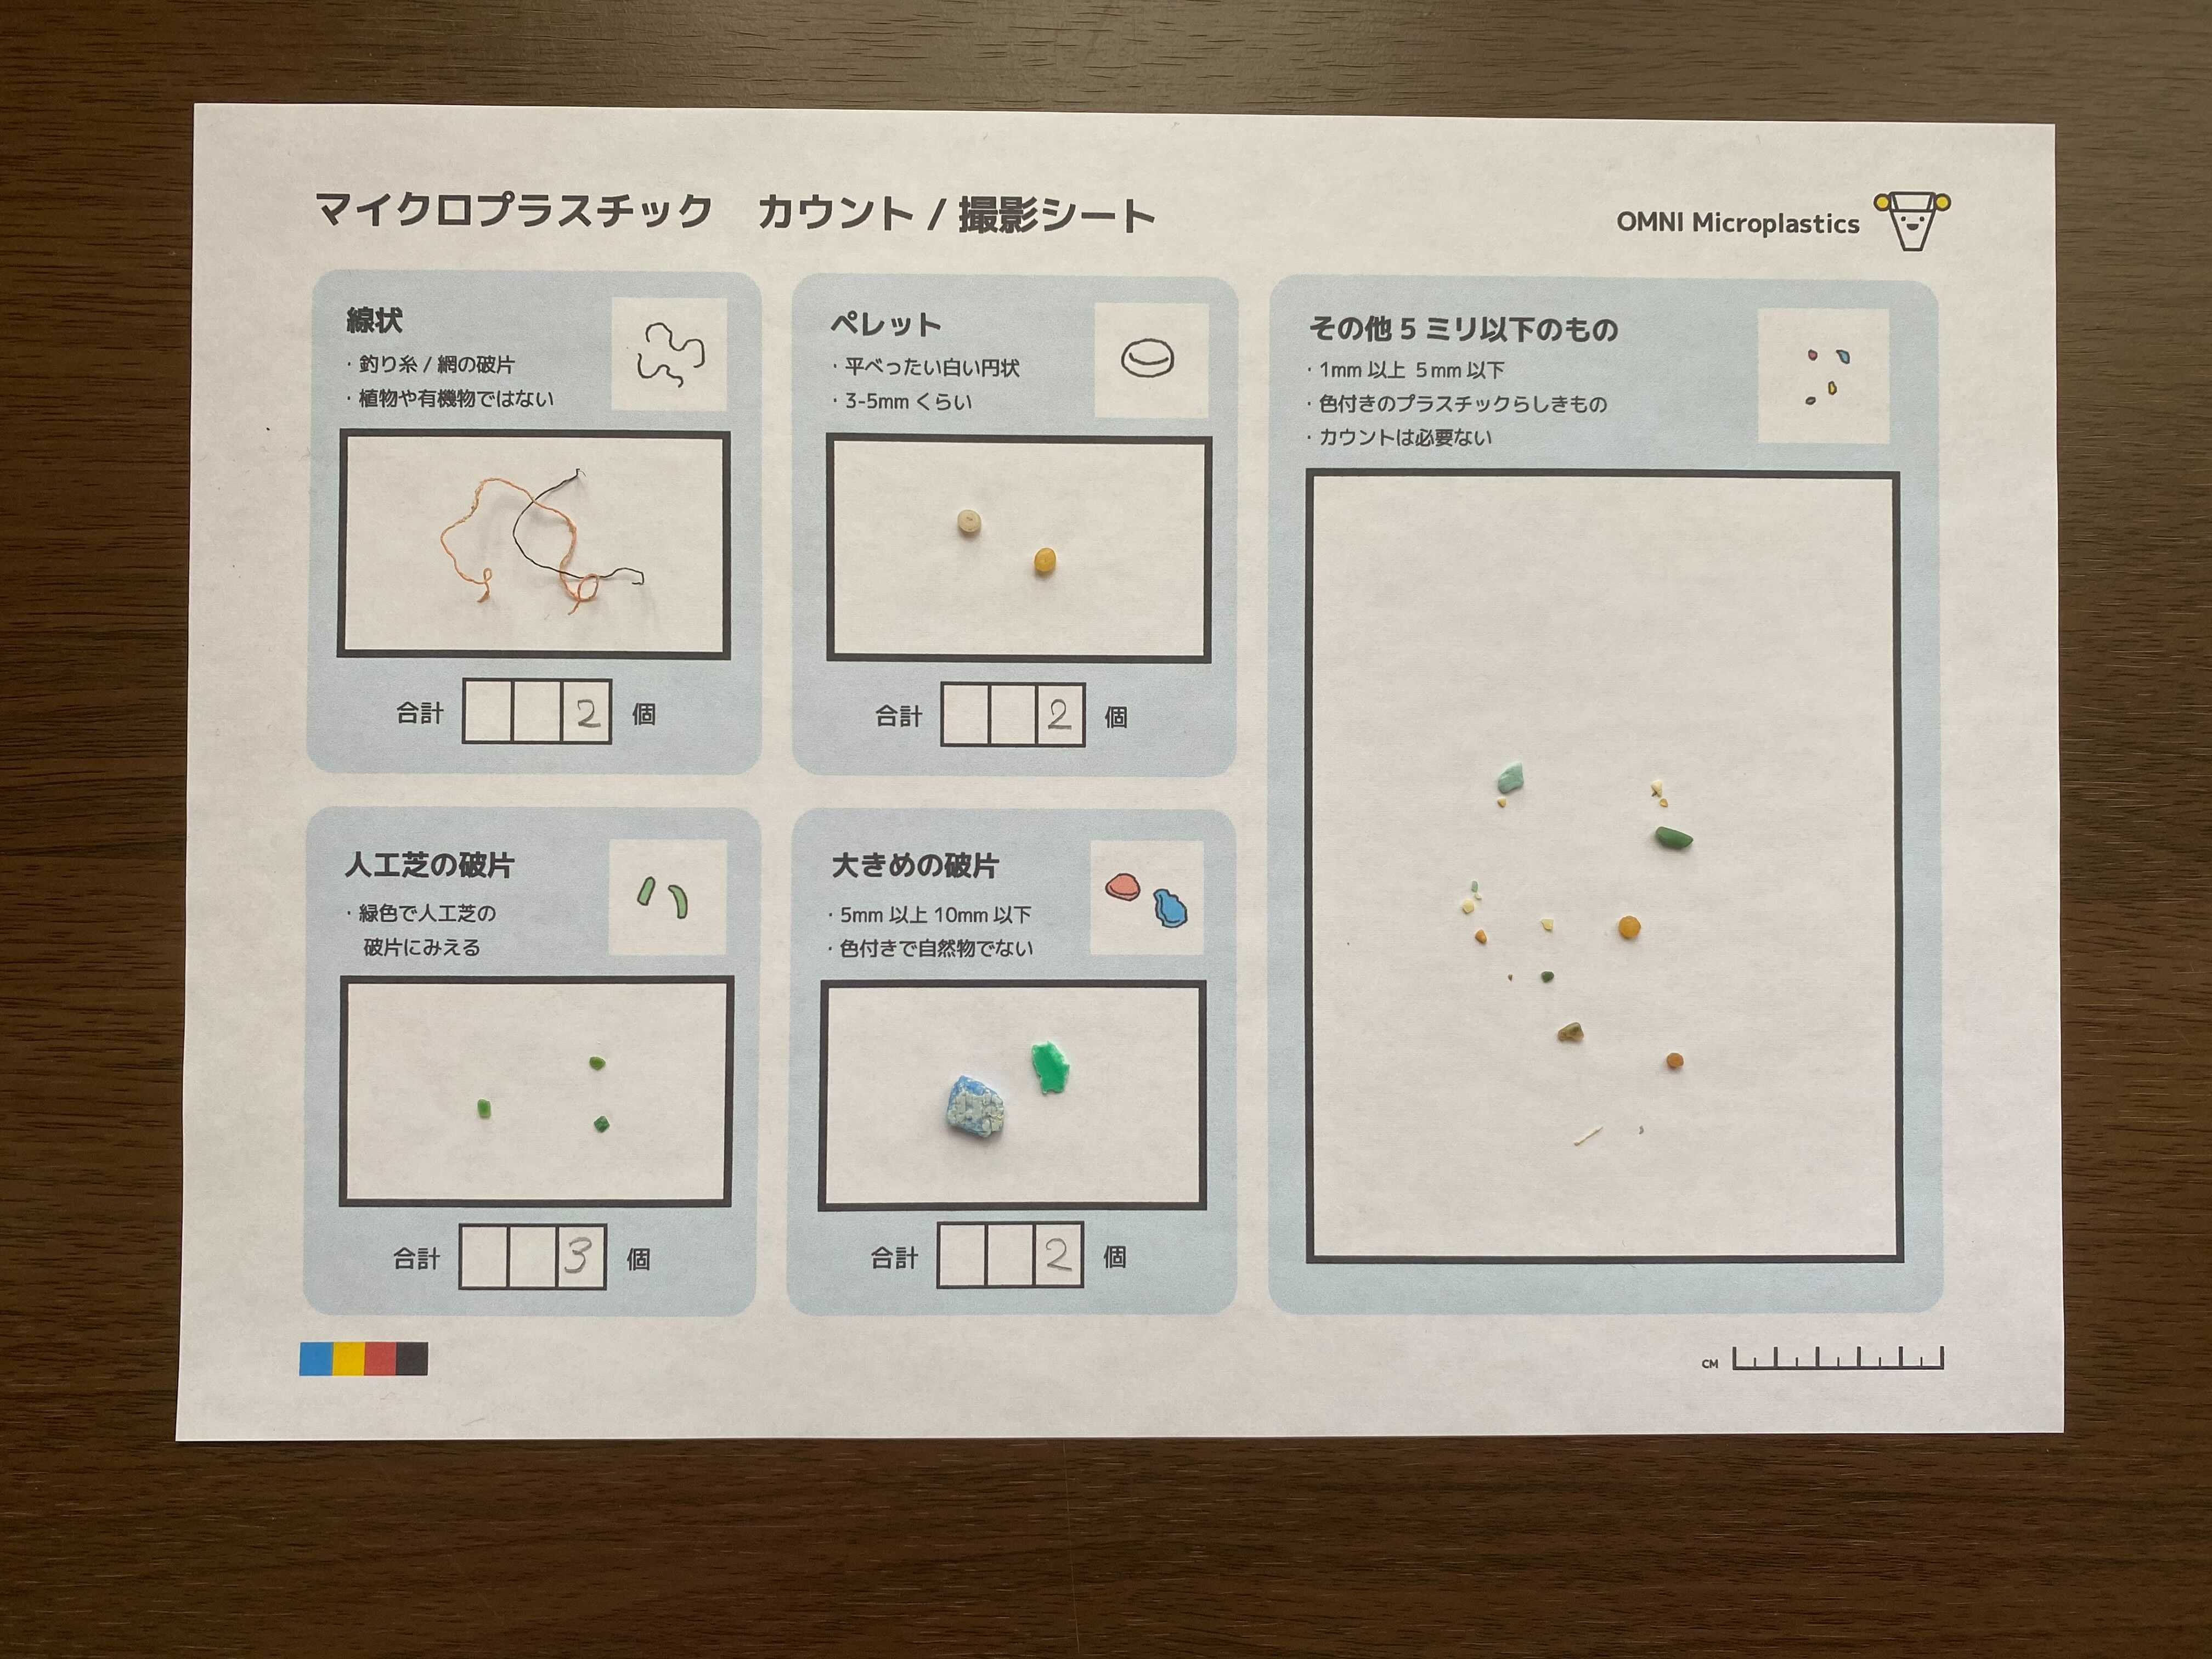 マイクロプラスチック　カウント / 撮影シート
OMNI Microplastics
線状
・釣り糸 / 網の破片
・植物や有機物ではない
合計 2 個
ペレット
・平べったい白い円状
・3-5mm くらい
合計 2 個
その他 5 ミリ以下のもの
・1mm 以上 5mm 以下
・色付きのプラスチックらしきもの
・カウントは必要ない
人工芝の破片
・緑色で人工芝の
破片にみえる
合計 3 個
大きめの破片
・5mm 以上 10mm 以下
・色付きで自然物でない
合計 2 個
CM